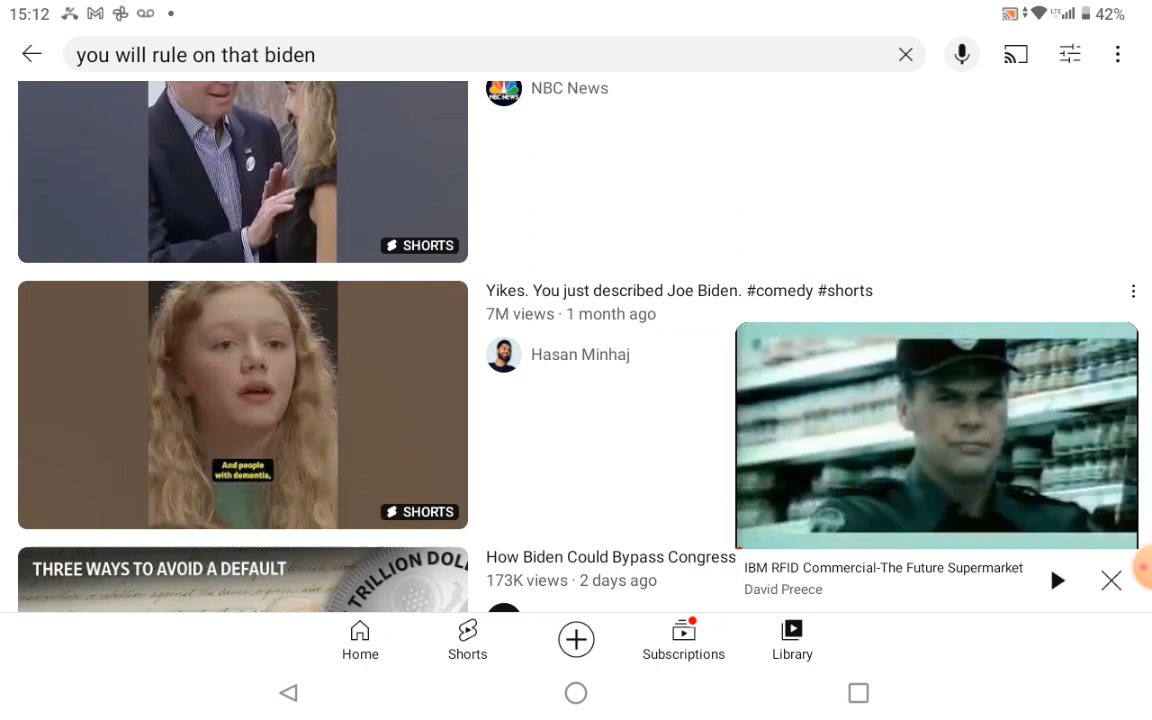 15:12
LTE
42%
you will rule on that biden
NBC NEWS
NBC News
SHORTS
Yikes. You just described Joe Biden. #comedy #shorts
7M views · 1 month ago
Hasan Minhaj
And people
with dementia,
SHORTS
THREE WAYS TO AVOID A DEFAULT
TRILLION DOL
How Biden Could Bypass Congress
173K views · 2 days ago
IBM RFID Commercial-The Future Supermarket
David Preece
Home
Shorts
Subscriptions
Library